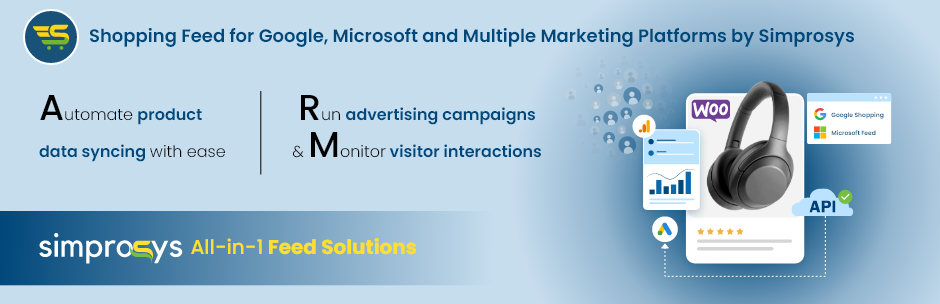 Shopping Feed for Google, Microsoft and Multiple Marketing Platforms by Simprosys
Automate product
data syncing with ease
Run advertising campaigns
& Monitor visitor interactions
WOO
Google Shopping
Microsoft Feed
API
simprosys All-in-1 Feed Solutions